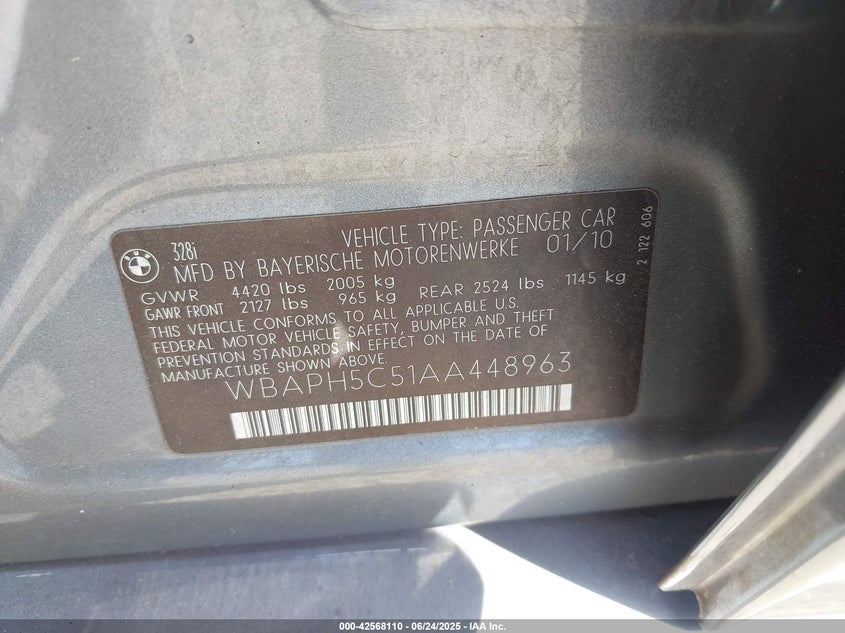 BMW
328i
VEHICLE TYPE: PASSENGER CAR
MFD BY BAYERISCHE MOTORENWERKE 01/10
GVWR 4420 lbs 2005 kg
GAWR FRONT 2127 lbs 965 kg REAR 2524 lbs 1145 kg
THIS VEHICLE CONFORMS TO ALL APPLICABLE U.S.
FEDERAL MOTOR VEHICLE SAFETY, BUMPER AND THEFT
PREVENTION STANDARDS IN EFFECT ON THE DATE OF
MANUFACTURE SHOWN ABOVE.
WBAPH5C51AA448963
2 122 606
000-42568110 - 06/24/2025 - IAA Inc.